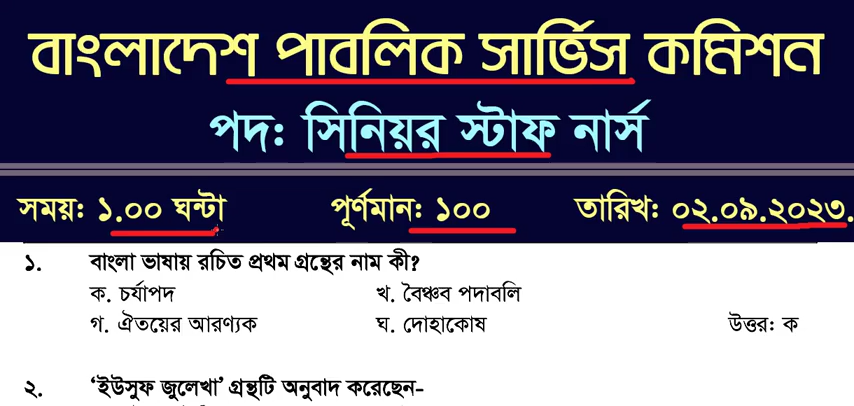 বাংলাদেশ পাবলিক সার্ভিস কমিশন
পদ: সিনিয়র স্টাফ নার্স
সময়: ১.০০ ঘন্টা পূর্ণমান: ১০০ তারিখ: ০২.০৯.২০২৩.
১. বাংলা ভাষায় রচিত প্রথম গ্রন্থের নাম কী?
ক. চর্যাপদ খ. বৈষ্ণব পদাবলি
গ. ঐতয়ের আরণ্যক ঘ. দোহাকোষ উত্তর: ক
২. ‘ইউসুফ জুলেখা’ গ্রন্থটি অনুবাদ করেছেন-